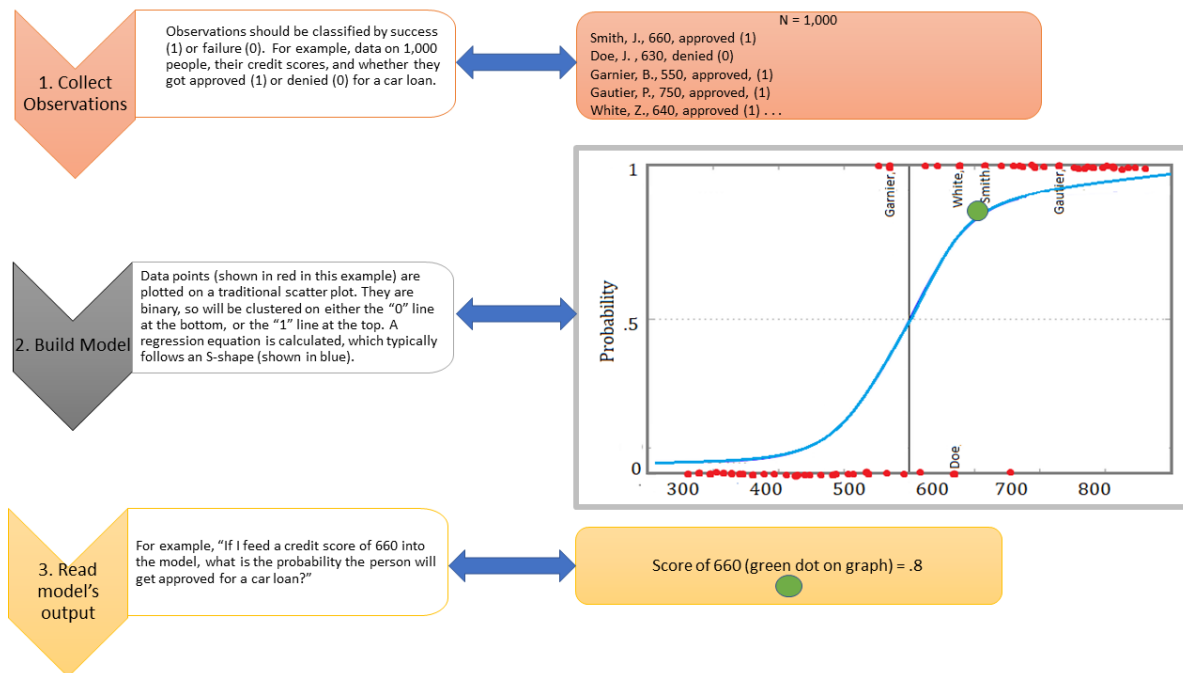 1. Collect
Observations
Observations should be classified by success
(1) or failure (0). For example, data on 1,000
people, their credit scores, and whether they
got approved (1) or denied (0) for a car loan.
N = 1,000
Smith, J., 660, approved (1)
Doe, J. , 630, denied (0)
Garnier, B., 550, approved, (1)
Gautier, P., 750, approved, (1)
White, Z., 640, approved (1) . . .
2. Build Model
Data points (shown in red in this example) are
plotted on a traditional scatter plot. They are
binary, so will be clustered on either the “0” line
at the bottom, or the “1” line at the top. A
regression equation is calculated, which typically
follows an S-shape (shown in blue).
Probability
1
.5
0
Garnier,
White,
Smith
Gautier,
Doe
300 400 500 600 700 800
3. Read
model’s
output
For example, “If I feed a credit score of 660 into
the model, what is the probability the person will
get approved for a car loan?”
Score of 660 (green dot on graph) = .8